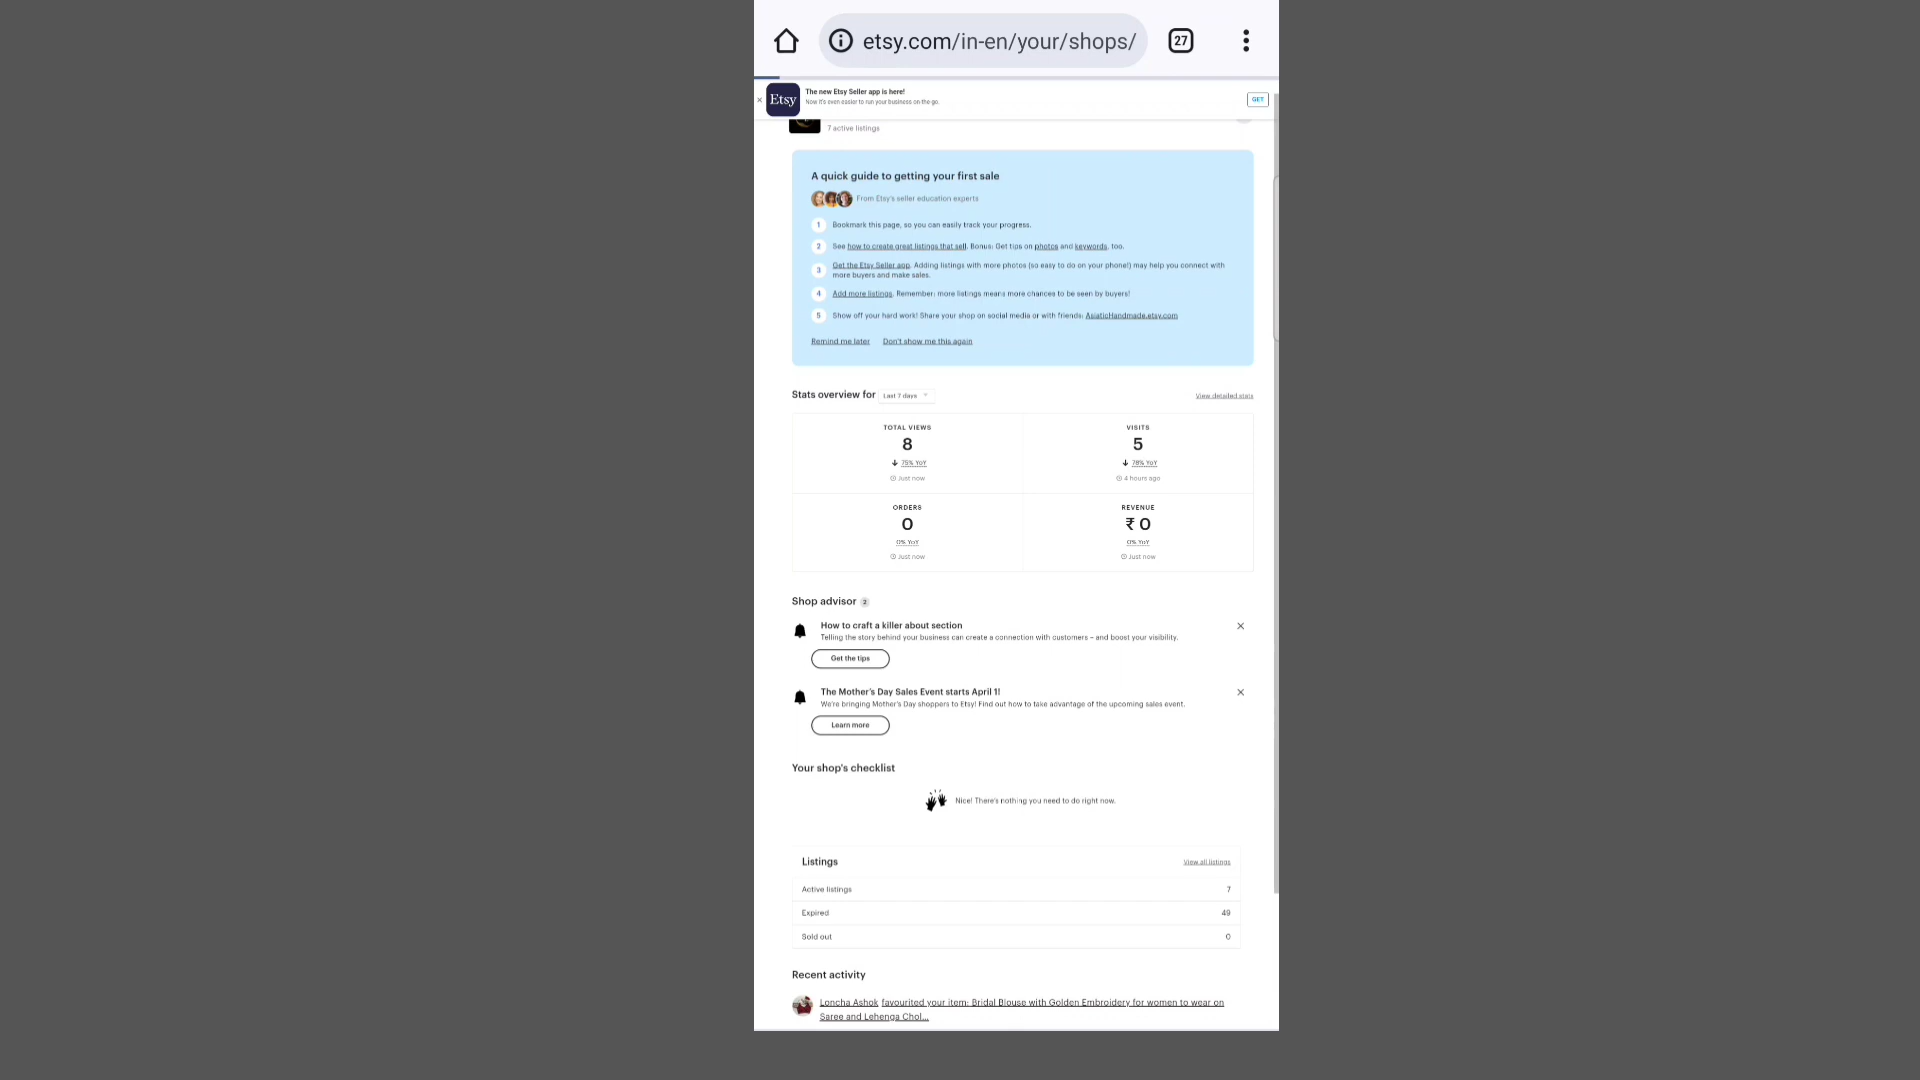 etsy.com/in-en/your/shops/
27
Etsy
The new Etsy Seller app is here!
Now it's even easier to run your business on the go.
GET
7 active listings
A quick guide to getting your first sale
From Etsy's seller education experts
1 Bookmark this page, so you can easily track your progress.
2 See how to create great listings that sell. Bonus: Get tips on photos and keywords, too.
3 Get the Etsy Seller app. Adding listings with more photos (so easy to do on your phone!) may help you connect with
more buyers and make sales.
4 Add more listings. Remember: more listings means more chances to be seen by buyers!
5 Show off your hard work! Share your shop on social media or with friends: AsiaticHandmade.etsy.com
Remind me later Don't show me this again
Stats overview for Last 7 days View detailed stats
TOTAL VIEWS VISITS
8 5
75% YoY 78% YoY
Just now 4 hours ago
ORDERS REVENUE
0 ₹ 0
0% YoY 0% YoY
Just now Just now
Shop advisor 2
How to craft a killer about section
Telling the story behind your business can create a connection with customers – and boost your visibility.
Get the tips
The Mother's Day Sales Event starts April 1!
We're bringing Mother's Day shoppers to Etsy! Find out how to take advantage of the upcoming sales event.
Learn more
Your shop's checklist
Nice! There's nothing you need to do right now.
Listings View all listings
Active listings 7
Expired 49
Sold out 0
Recent activity
Loncha Ashok favourited your item: Bridal Blouse with Golden Embroidery for women to wear on
Saree and Lehenga Chol...